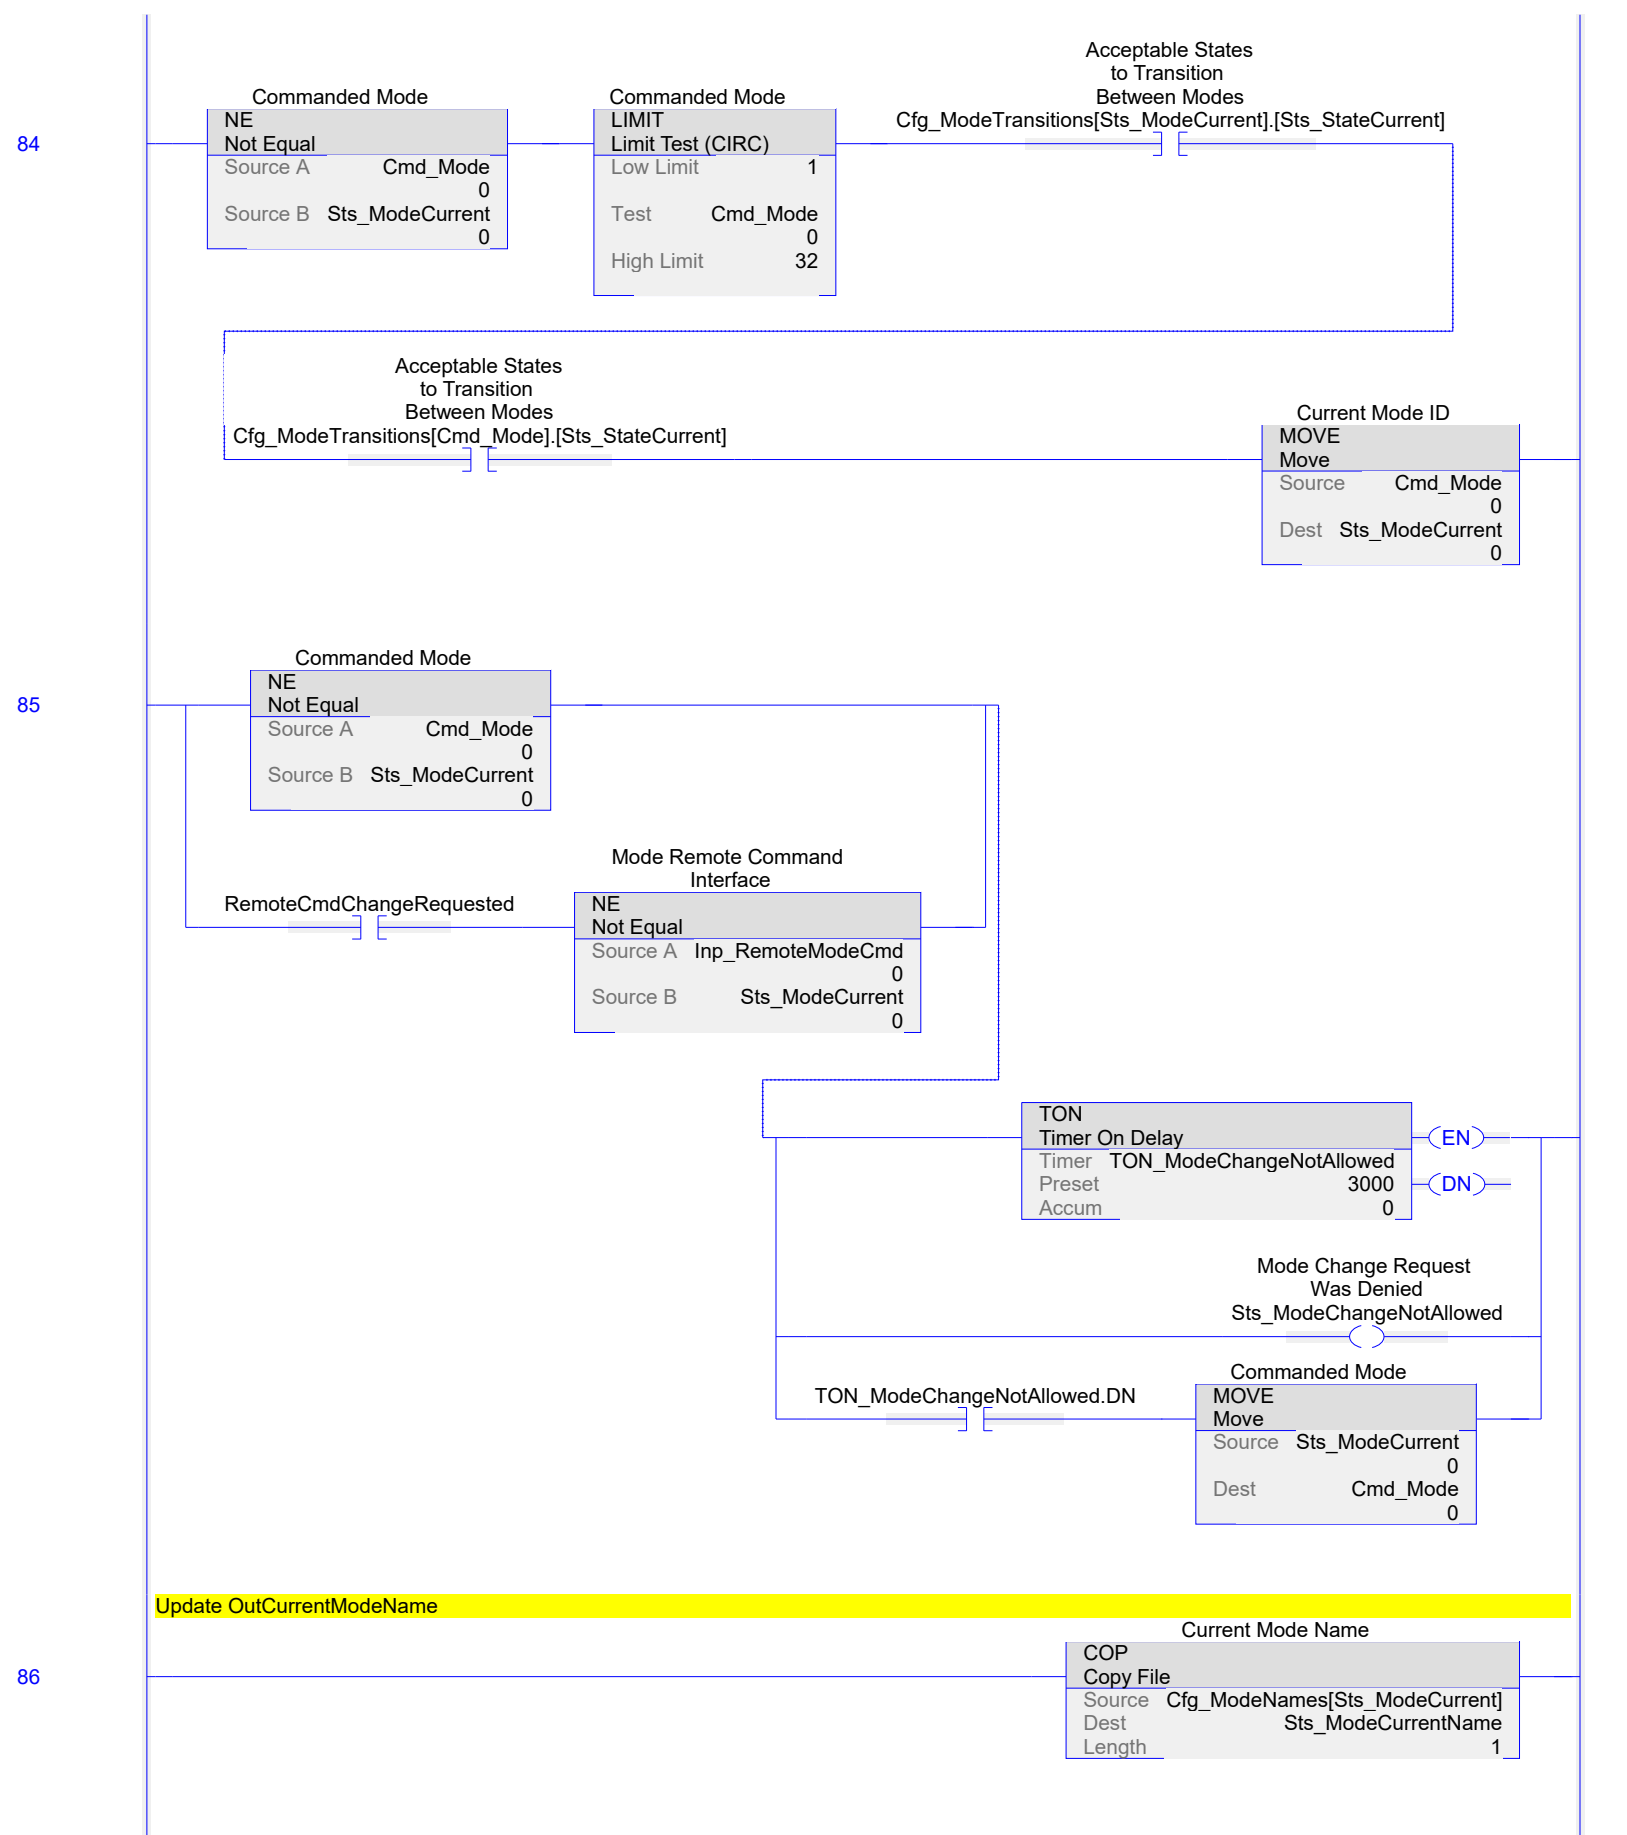 Acceptable States
to Transition
Between Modes
Commanded Mode
Commanded Mode
Cfg_ModeTransitions[Sts_ModeCurrent].[Sts_StateCurrent]
84
NE
Not Equal
Source A Cmd_Mode
0
Source B Sts_ModeCurrent
0
LIMIT
Limit Test (CIRC)
Low Limit 1
Test Cmd_Mode
0
High Limit 32
Acceptable States
to Transition
Between Modes
Cfg_ModeTransitions[Cmd_Mode].[Sts_StateCurrent]
Current Mode ID
MOVE
Move
Source Cmd_Mode
0
Dest Sts_ModeCurrent
0
85
Commanded Mode
NE
Not Equal
Source A Cmd_Mode
0
Source B Sts_ModeCurrent
0
RemoteCmdChangeRequested
Mode Remote Command
Interface
NE
Not Equal
Source A Inp_RemoteModeCmd
0
Source B Sts_ModeCurrent
0
TON
Timer On Delay
Timer TON_ModeChangeNotAllowed
Preset 3000
Accum 0
EN
DN
Mode Change Request
Was Denied
Sts_ModeChangeNotAllowed
TON_ModeChangeNotAllowed.DN
Commanded Mode
MOVE
Move
Source Sts_ModeCurrent
0
Dest Cmd_Mode
0
Update OutCurrentModeName
86
Current Mode Name
COP
Copy File
Source Cfg_ModeNames[Sts_ModeCurrent]
Dest Sts_ModeCurrentName
Length 1